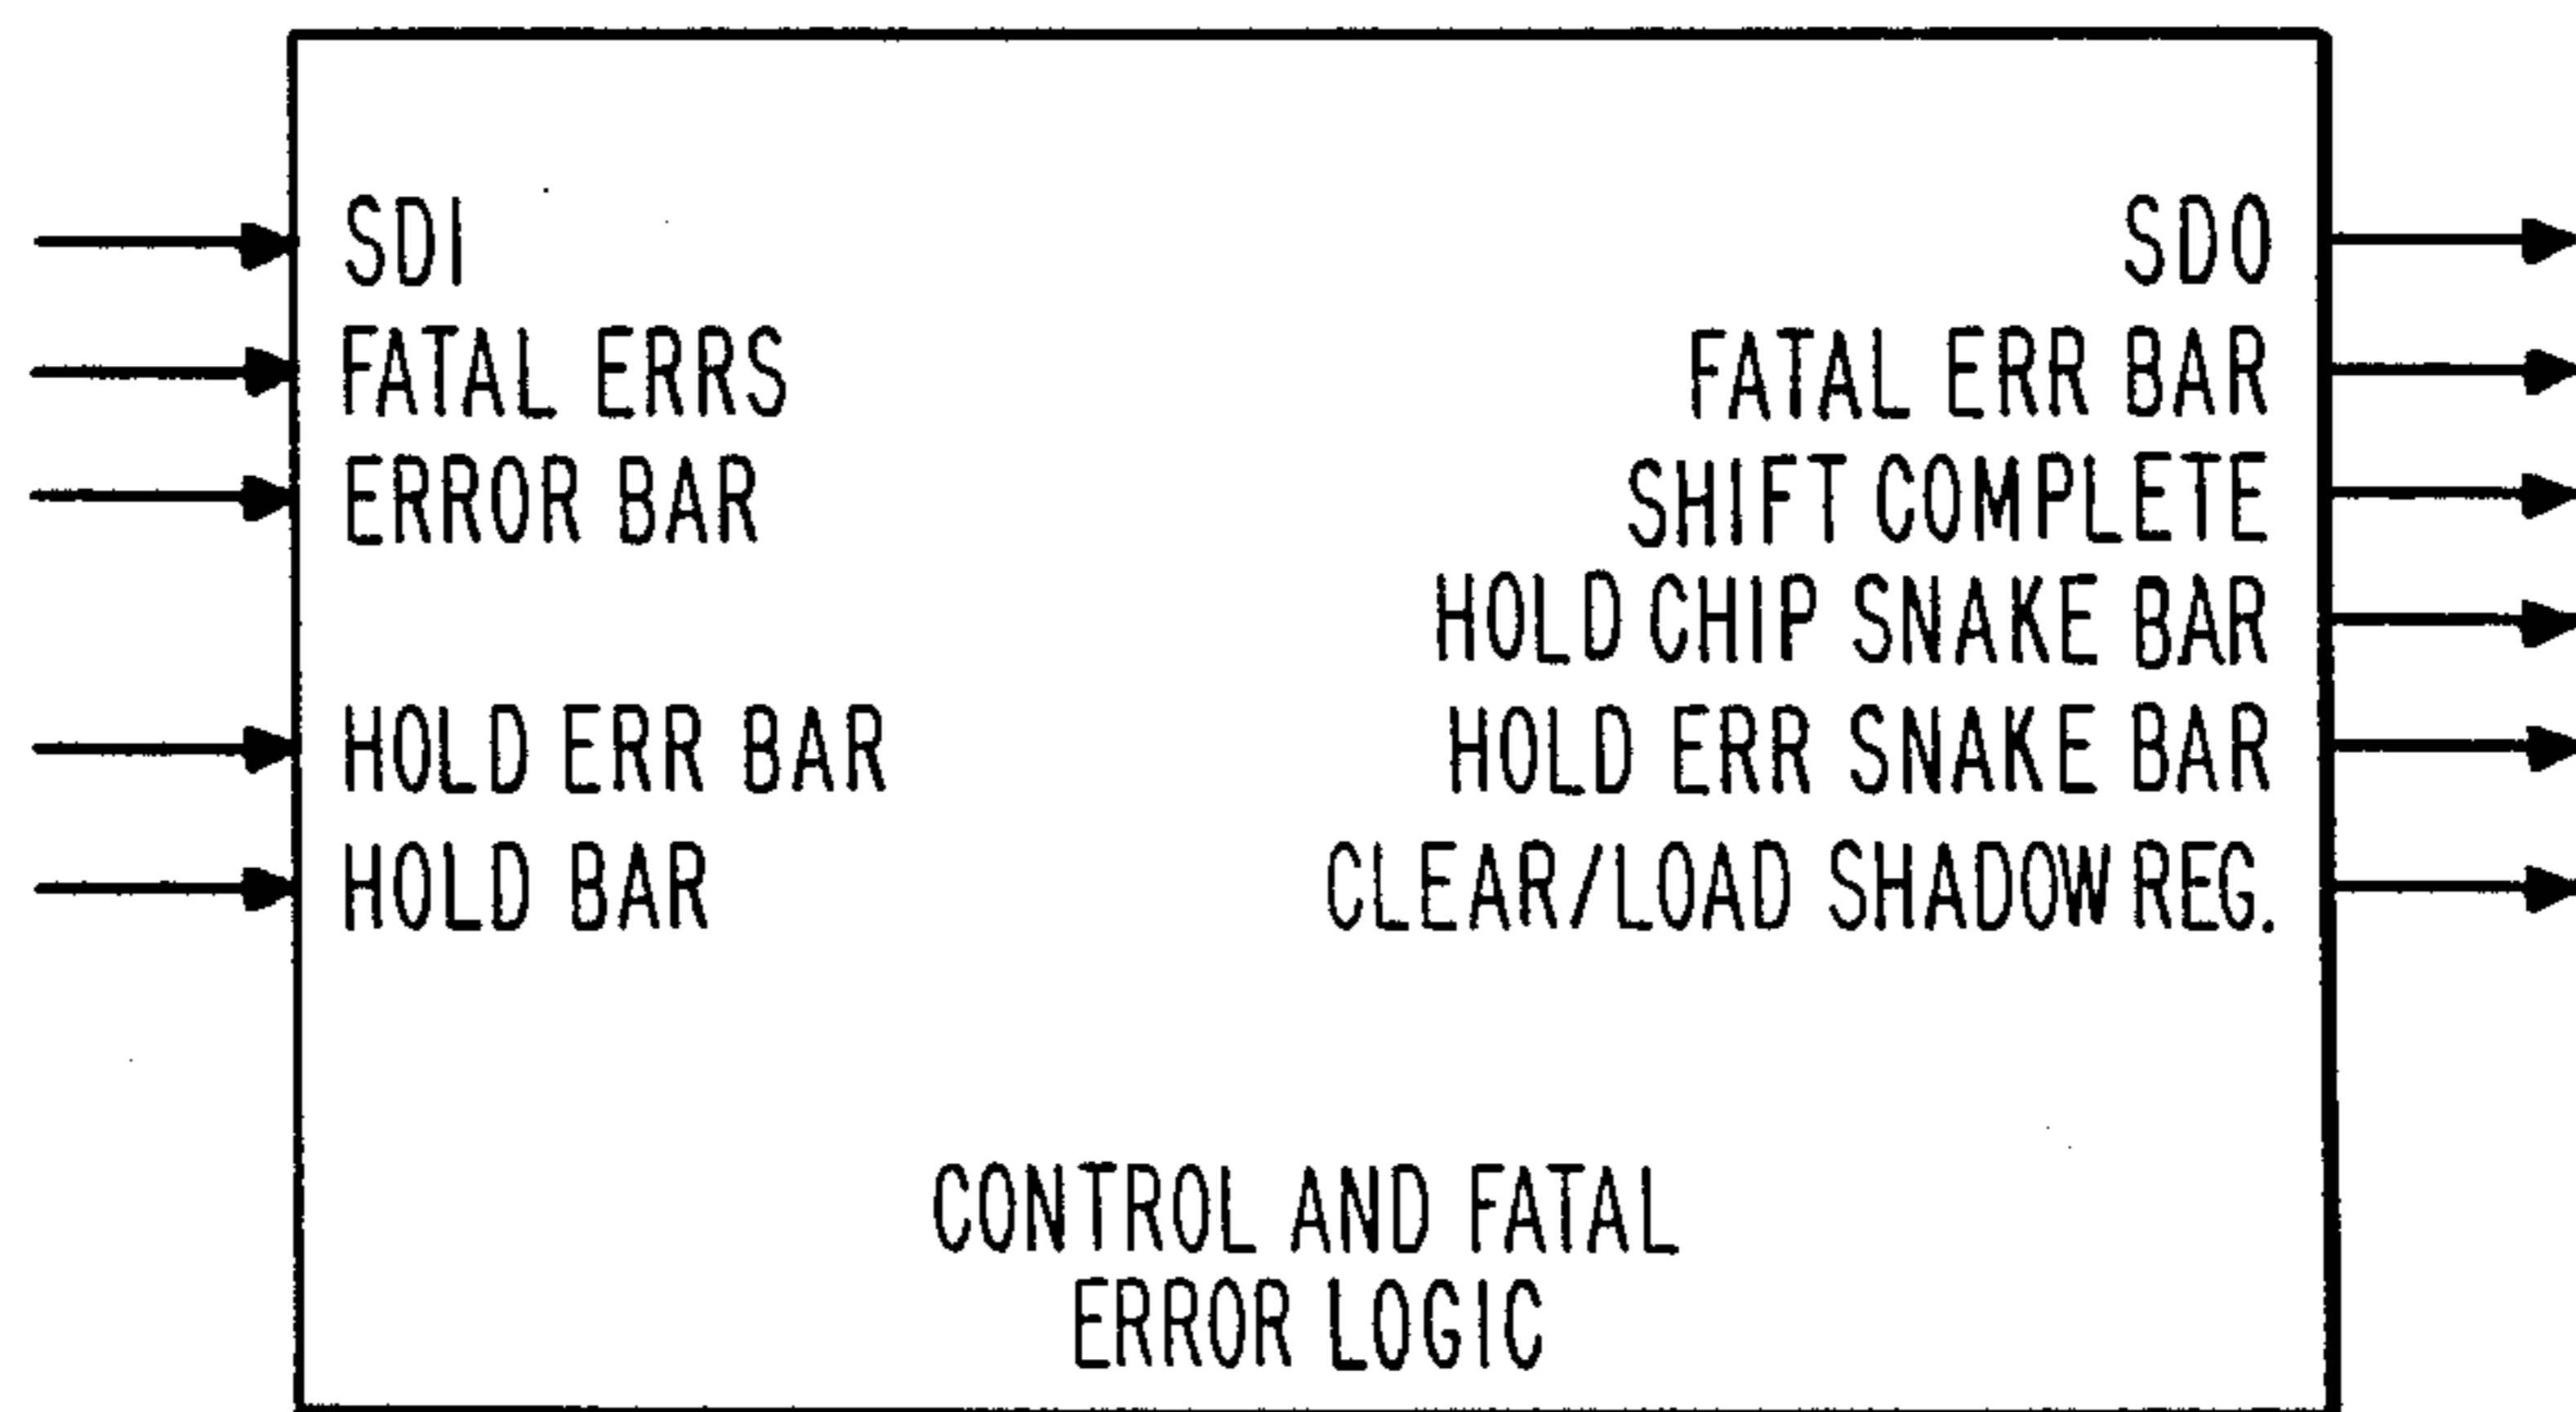 SDI
SDO
FATAL ERRS
FATAL ERR BAR
ERROR BAR
SHIFT COMPLETE
HOLD CHIP SNAKE BAR
HOLD ERR BAR
HOLD ERR SNAKE BAR
HOLD BAR
CLEAR/LOAD SHADOW REG.
CONTROL AND FATAL
ERROR LOGIC